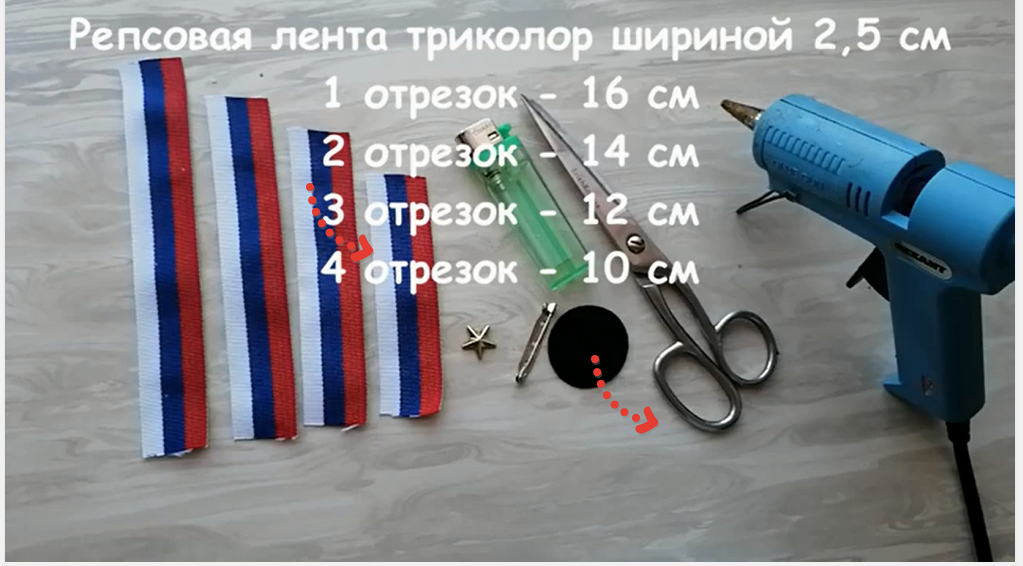 Репсовая лента триколор шириной 2,5 см
1 отрезок - 16 см
2 отрезок - 14 см
3 отрезок - 12 см
4 отрезок - 10 см
REXANT